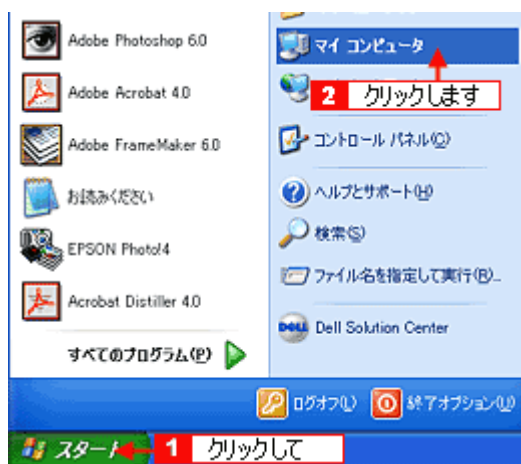 Adobe Photoshop 6.0
Adobe Acrobat 4.0
Adobe FrameMaker 6.0
お読みください
EPSON Photo!4
Acrobat Distiller 4.0
すべてのプログラム(P)
マイ コンピュータ
2 クリックします
コントロール パネル(C)
ヘルプとサポート(H)
検索(S)
ファイル名を指定して実行(R)...
DELL Dell Solution Center
ログオフ(L) 終了オプション(U)
スタート 1 クリックして